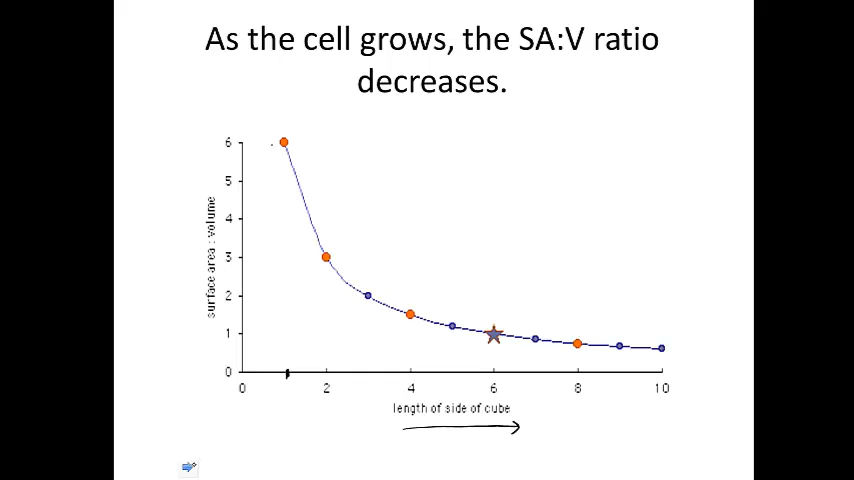 As the cell grows, the SA:V ratio
decreases.
6
5
4
3
2
1
0
surface area : volume
0 2 4 6 8 10
length of side of cube